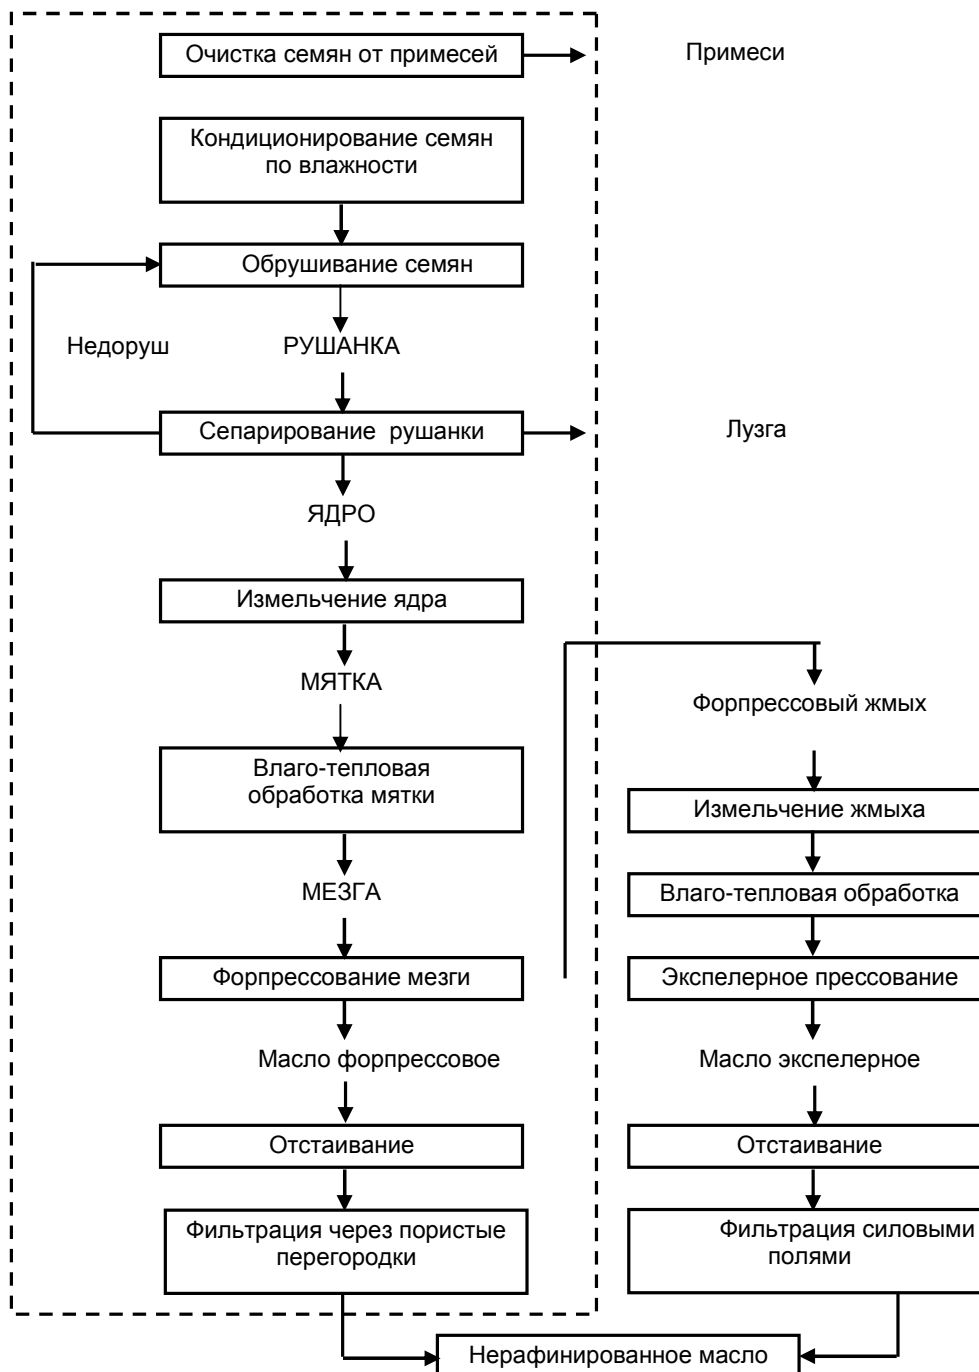 Очистка семян от примесей
Примеси
Кондиционирование семян
по влажности
Обрушивание семян
Недоруш
РУШАНКА
Сепарирование рушанки
Лузга
ЯДРО
Измельчение ядра
МЯТКА
Влаго-тепловая
обработка мятки
МЕЗГА
Форпрессование мезги
Масло форпрессовое
Отстаивание
Фильтрация через пористые
перегородки
Форпрессовый жмых
Измельчение жмыха
Влаго-тепловая обработка
Экспелерное прессование
Масло экспелерное
Отстаивание
Фильтрация силовыми
полями
Нерафинированное масло